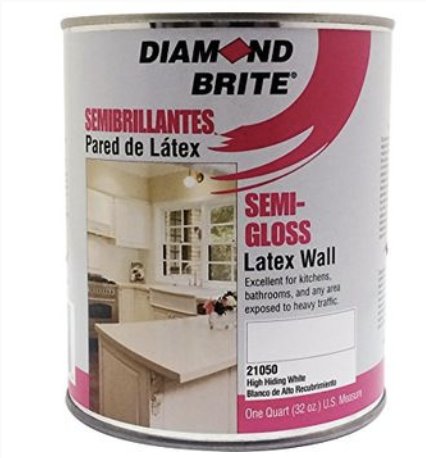 DIAMOND
BRITE®
SEMIBRILLANTES
Pared de Látex
SEMI-
GLOSS
Latex Wall
Excellent for kitchens,
bathrooms, and any area
exposed to heavy traffic.
21050
High Hiding White
Blanco de Alto Recubrimiento
One Quart (32 oz.) U.S. Measure